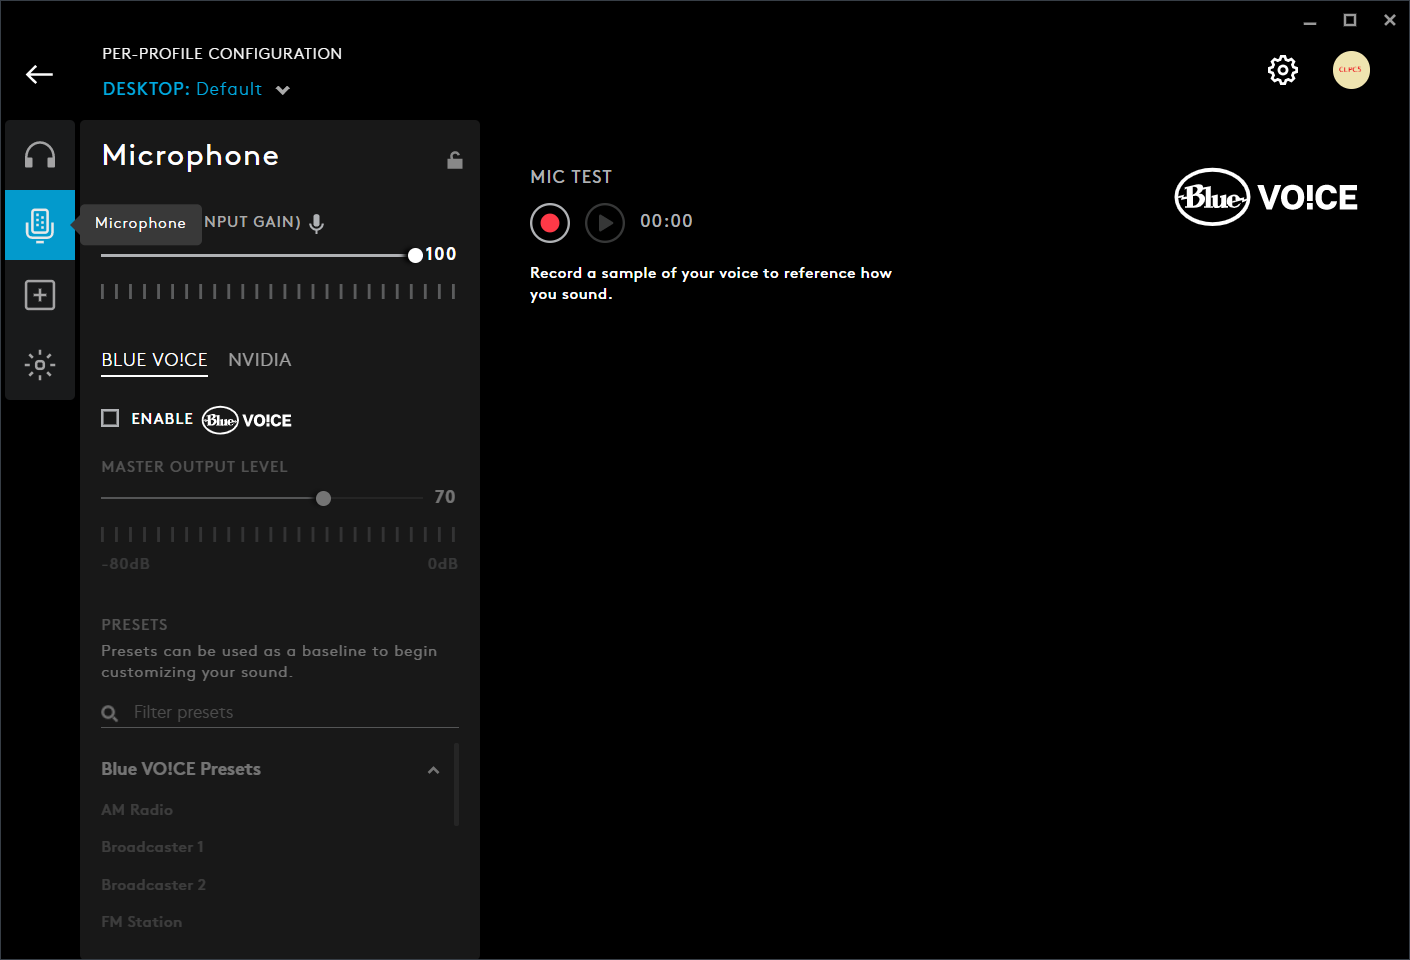 PER-PROFILE CONFIGURATION
DESKTOP: Default
CLPCS
Microphone
Microphone
NPUT GAIN)
100
BLUE VO!CE
NVIDIA
ENABLE Blue VO!CE
MASTER OUTPUT LEVEL
70
-80dB
0dB
PRESETS
Presets can be used as a baseline to begin
customizing your sound.
Filter presets
Blue VO!CE Presets
AM Radio
Broadcaster 1
Broadcaster 2
FM Station
MIC TEST
00:00
Record a sample of your voice to reference how
you sound.
Blue VO!CE